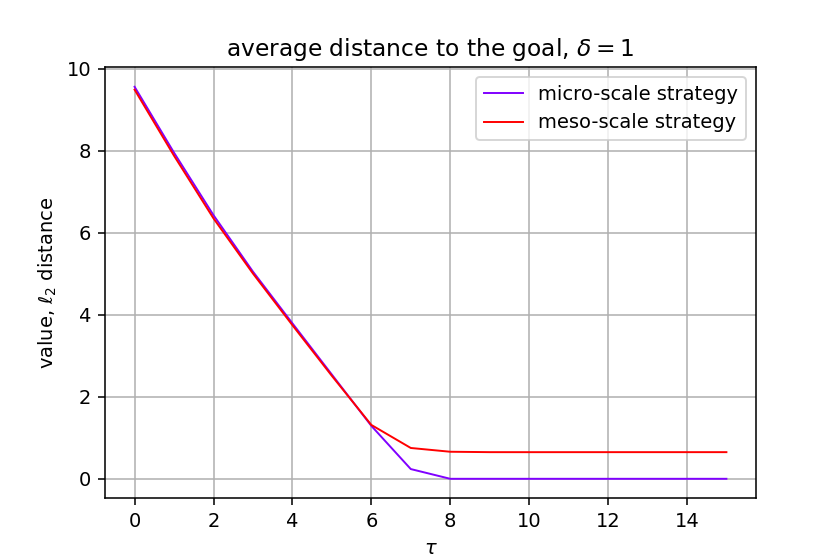 average distance to the goal, δ = 1
micro-scale strategy
meso-scale strategy
value, ℓ₂ distance
10
8
6
4
2
0
0 2 4 6 8 10 12 14
τ